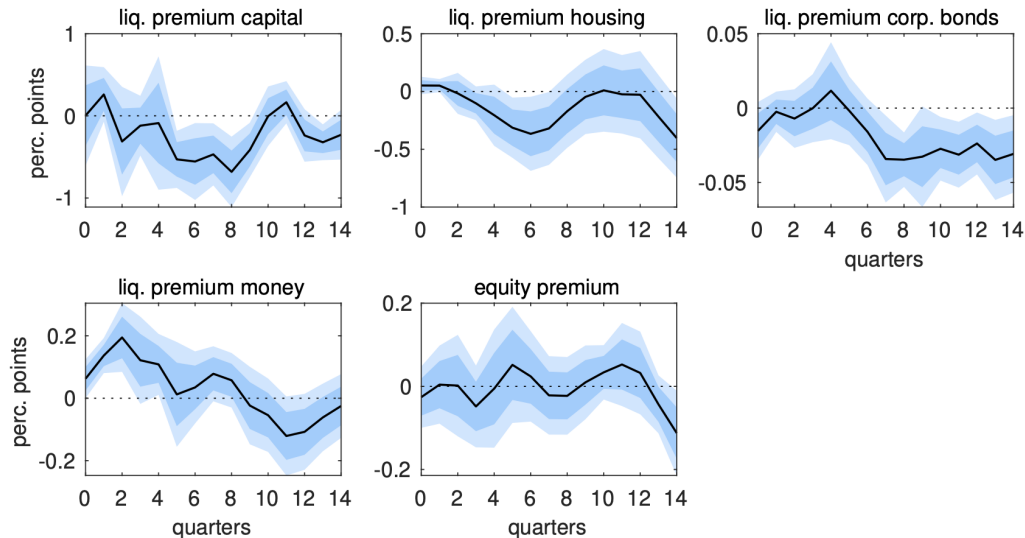 liq. premium capital
liq. premium housing
liq. premium corp. bonds
perc. points
1
0
-1
0 2 4 6 8 10 12 14
0.5
0
-0.5
-1
0 2 4 6 8 10 12 14
0.05
0
-0.05
0 2 4 6 8 10 12 14
quarters
liq. premium money
equity premium
perc. points
0.2
0
-0.2
0 2 4 6 8 10 12 14
quarters
0.2
0
-0.2
0 2 4 6 8 10 12 14
quarters